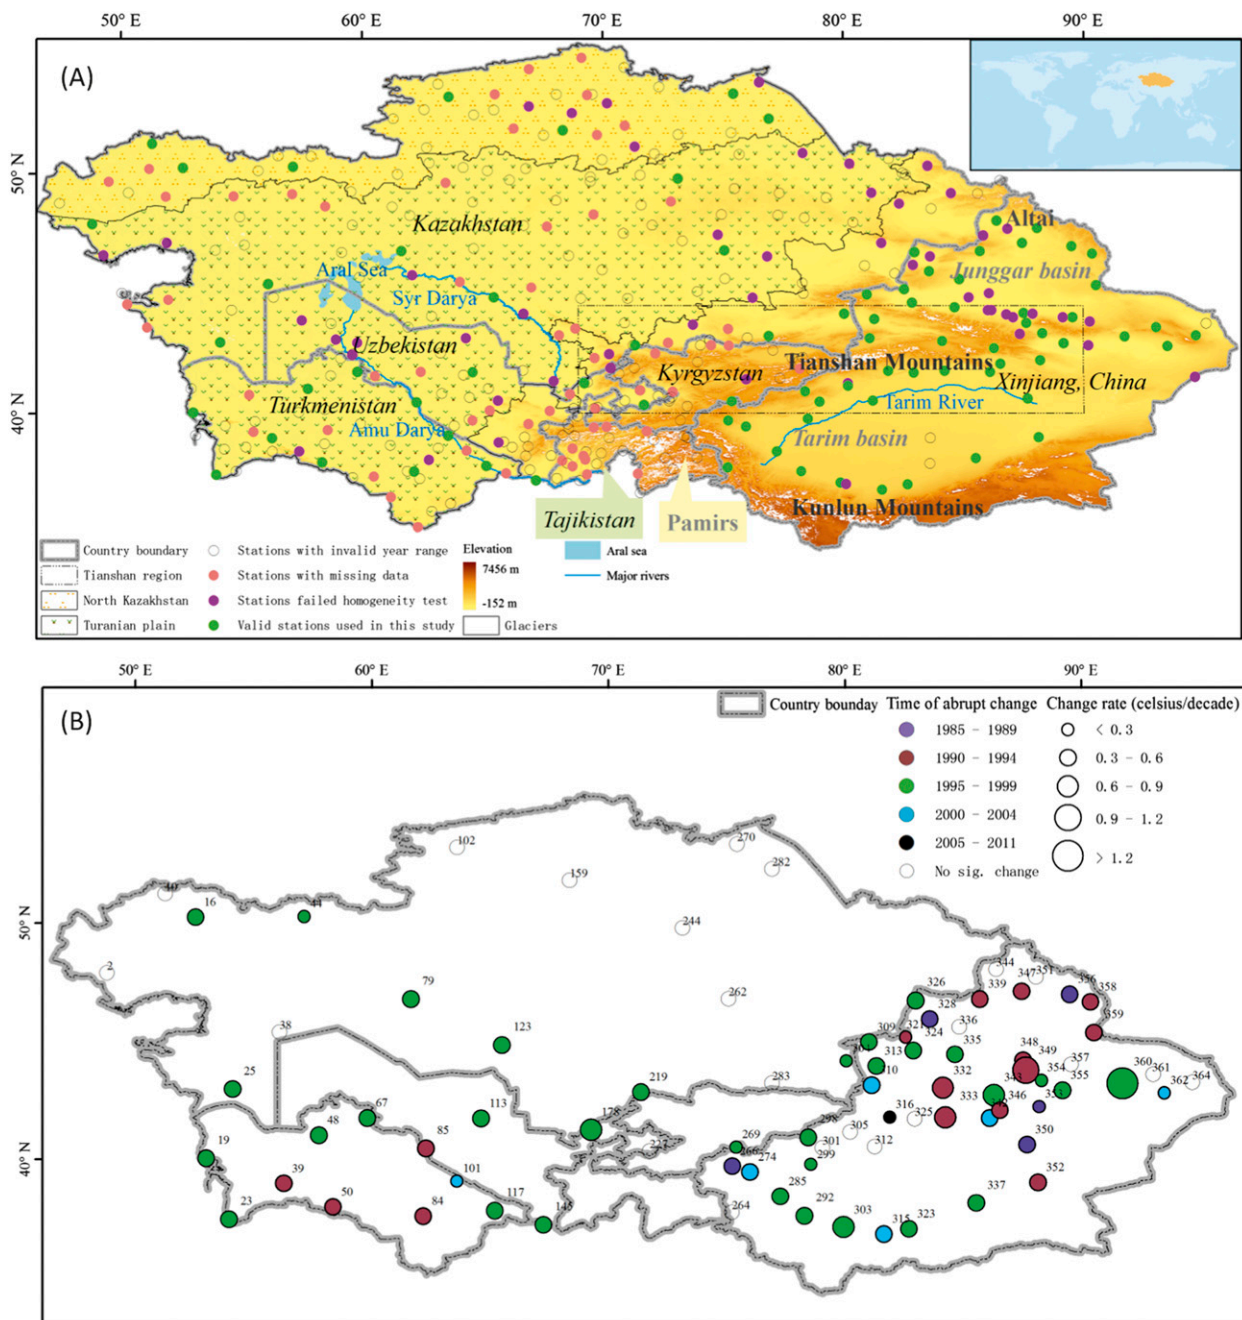 50° E 60° E 70° E 80° E 90° E
(A)
50° N
40° N
Kazakhstan
Altai
Aral Sea
Junggar basin
Syr Darya
Uzbekistan
Kyrgyzstan
Tianshan Mountains
Xinjiang, China
Turkmenistan
Tarim River
Amu Darya
Tarim basin
Tajikistan
Pamirs
Kunlun Mountains
Country boundary
Stations with invalid year range
Elevation
Aral sea
Tianshan region
Stations with missing data
7456 m
Major rivers
North Kazakhstan
Stations failed homogeneity test
-152 m
Turanian plain
Valid stations used in this study
Glaciers
50° E 60° E 70° E 80° E 90° E
(B)
Country bounday
Time of abrupt change
Change rate (celsius/decade)
1985 - 1989
< 0.3
1990 - 1994
0.3 - 0.6
1995 - 1999
0.6 - 0.9
2000 - 2004
0.9 - 1.2
2005 - 2011
> 1.2
No sig. change
50° N
40° N
102
270
159
282
16
44
244
2
344
351
347
356
339
358
79
262
326
328
336
359
38
321
324
123
309
335
348
349
313
357
354
360
361
25
283
332
355
362
364
219
343
310
333
346
67
113
178
316
325
353
48
298
305
85
350
19
269
301
312
266
274
299
39
101
352
285
337
50
84
117
264
292
23
145
303
315
323